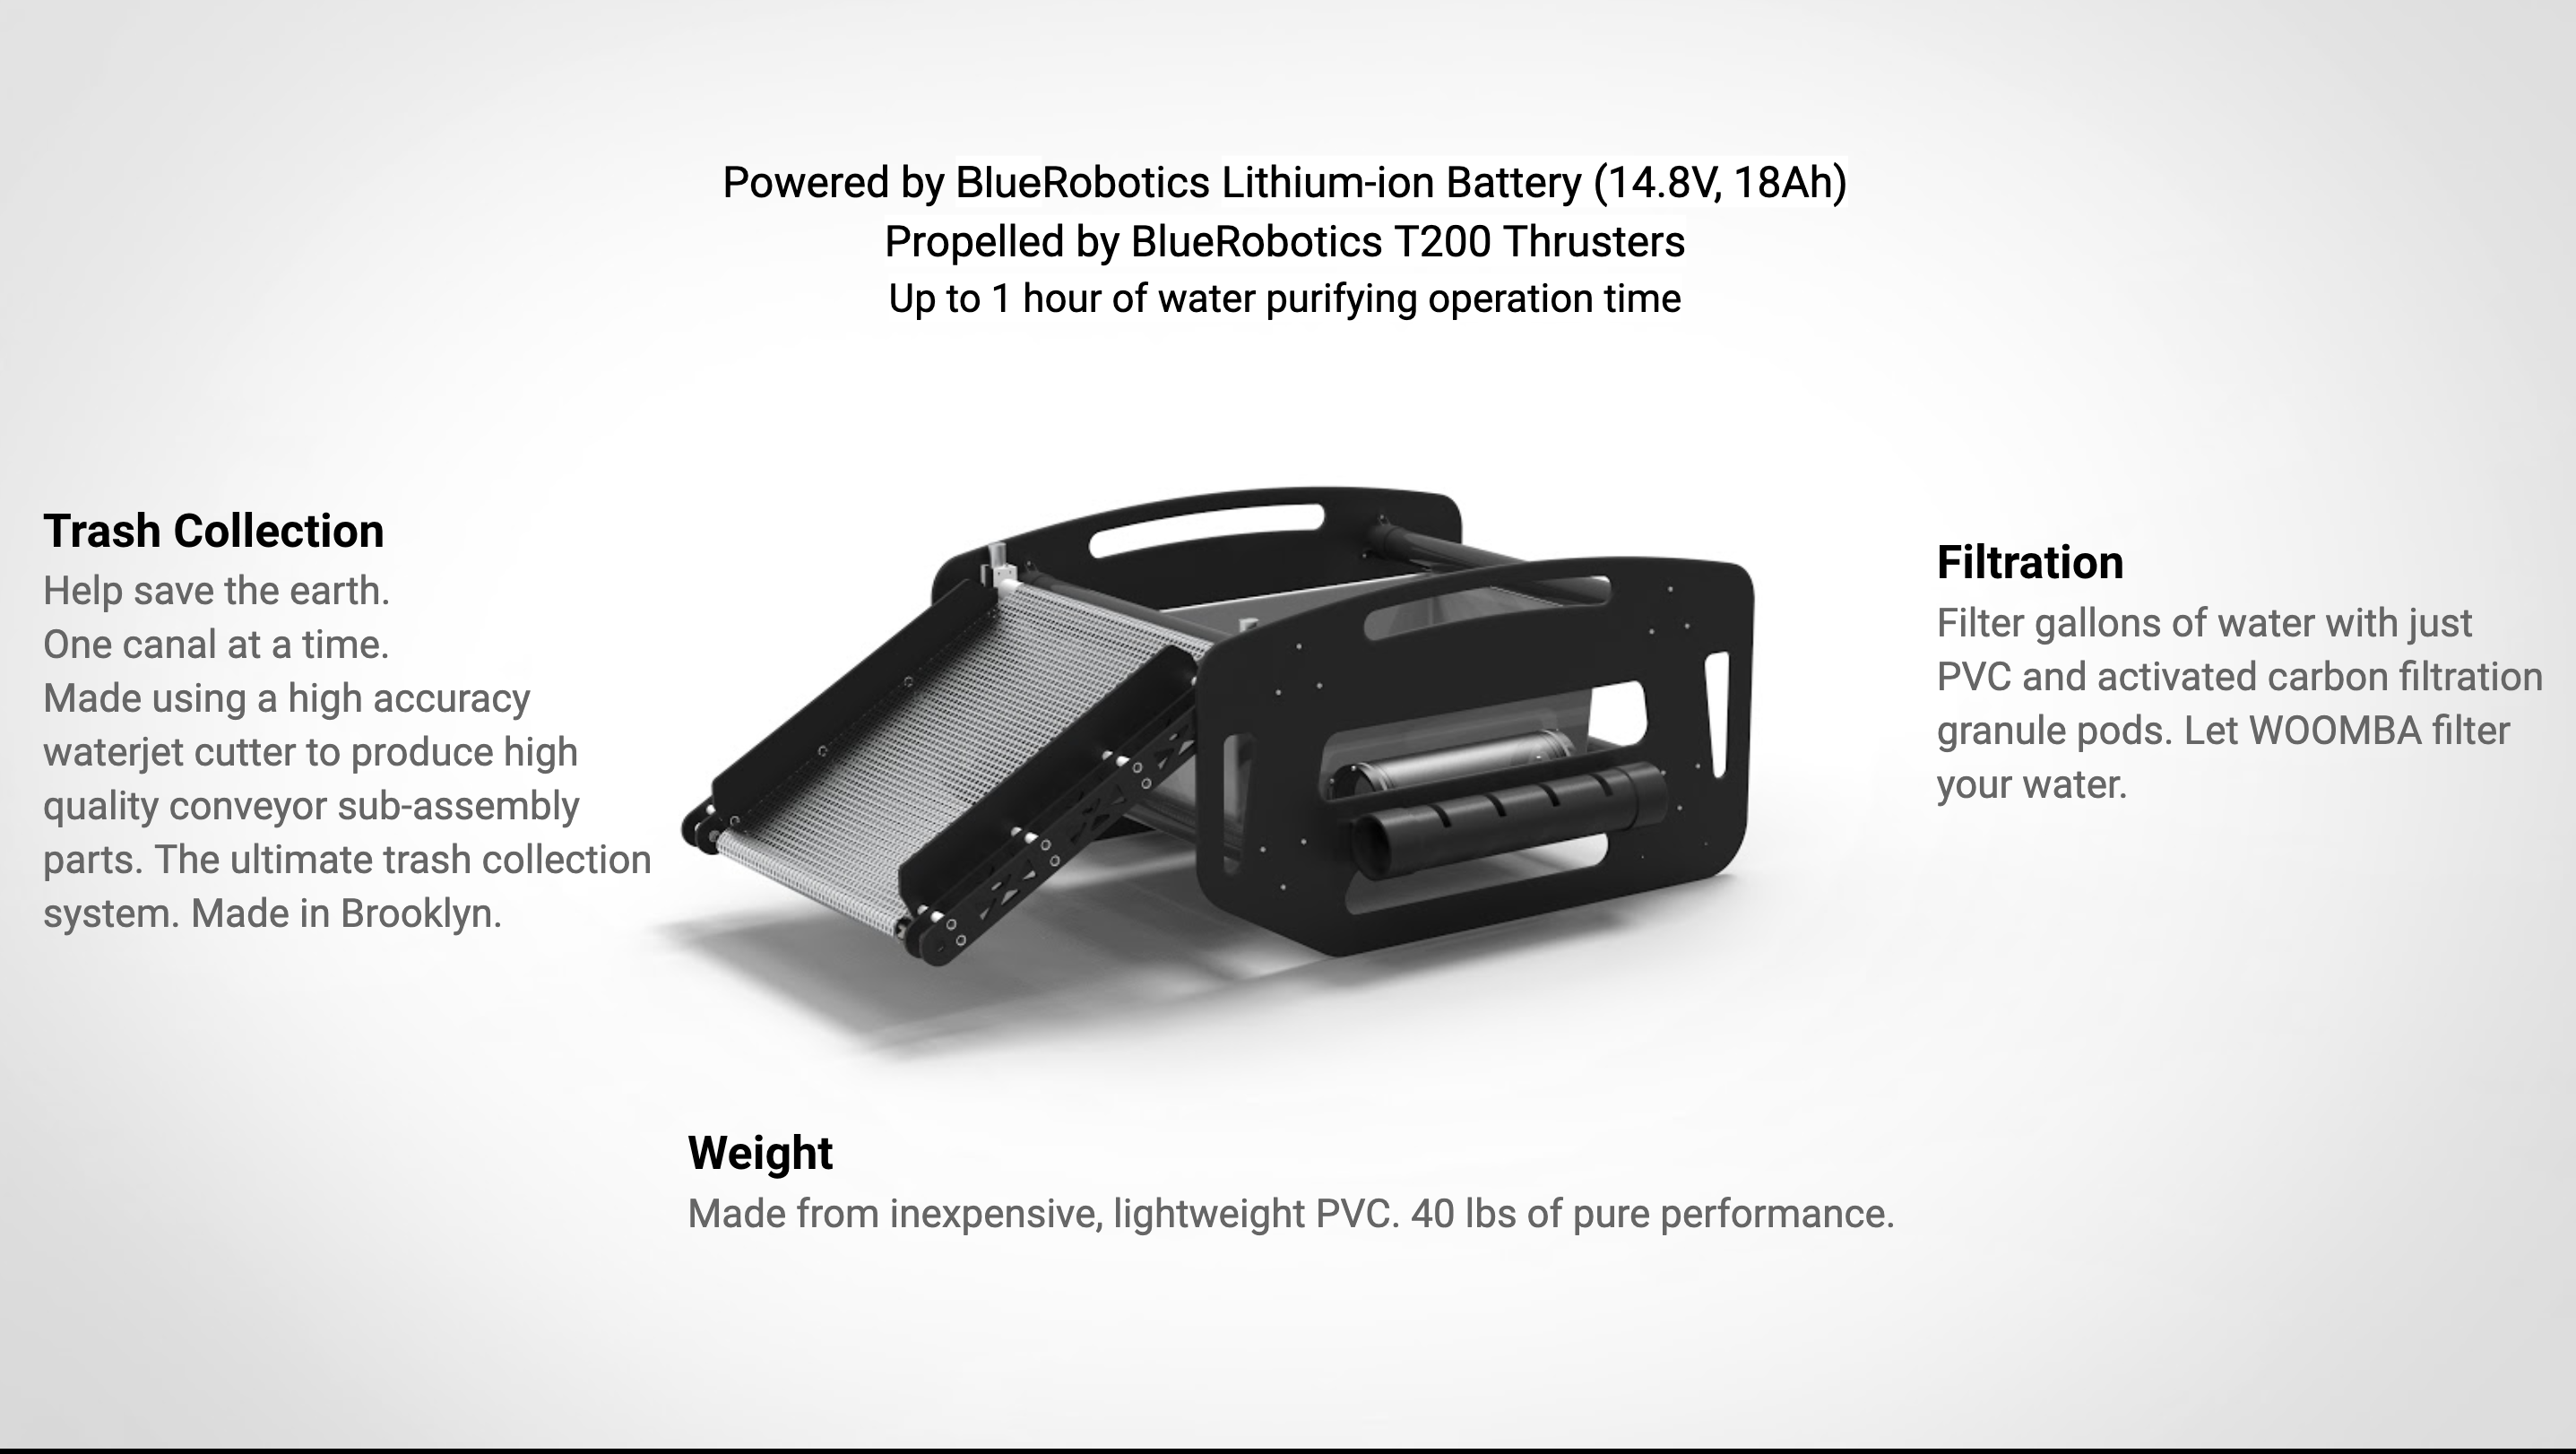 Powered by BlueRobotics Lithium-ion Battery (14.8V, 18Ah)
Propelled by BlueRobotics T200 Thrusters
Up to 1 hour of water purifying operation time
Trash Collection
Help save the earth.
One canal at a time.
Made using a high accuracy
waterjet cutter to produce high
quality conveyor sub-assembly
parts. The ultimate trash collection
system. Made in Brooklyn.
Filtration
Filter gallons of water with just
PVC and activated carbon filtration
granule pods. Let WOOMBA filter
your water.
Weight
Made from inexpensive, lightweight PVC. 40 lbs of pure performance.